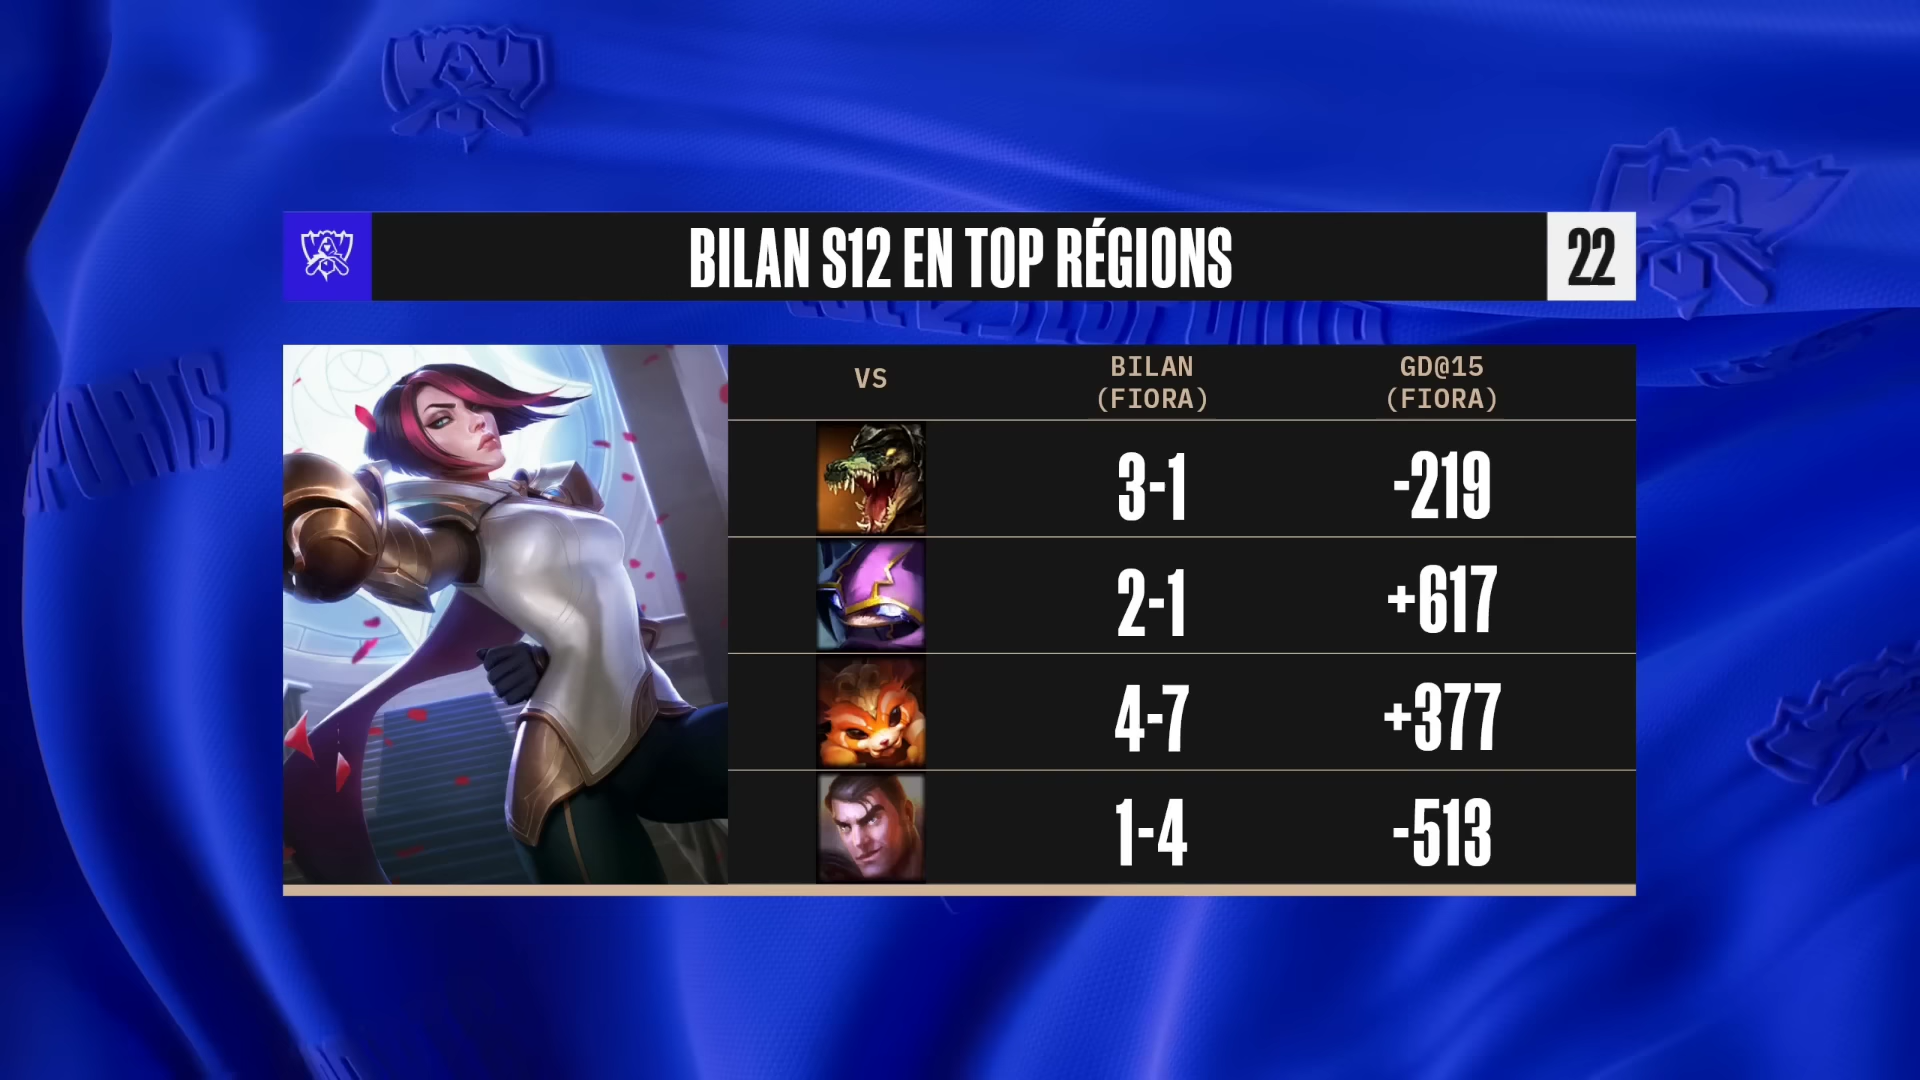 BILAN S12 EN TOP RÉGIONS
22
VS
BILAN
(FIORA)
GD@15
(FIORA)
3-1
-219
2-1
+617
4-7
+377
1-4
-513
PORTS